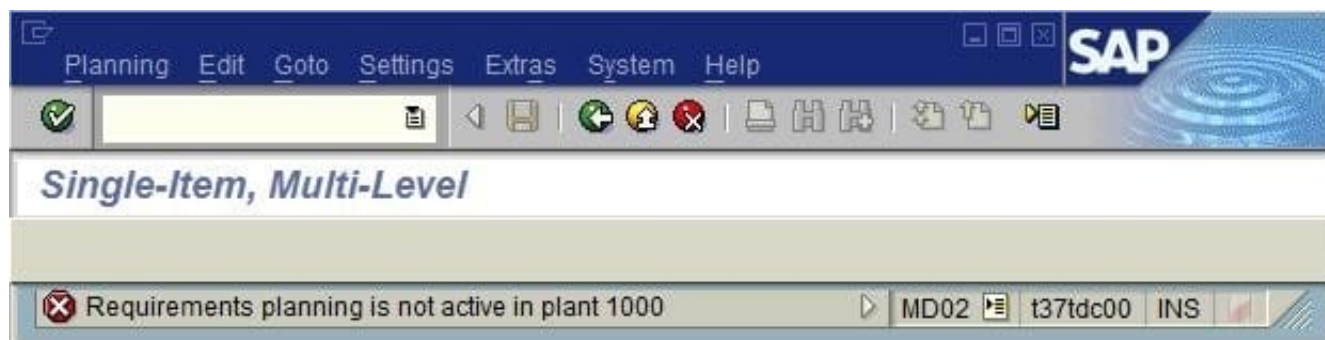 SAP
Planning Edit Goto Settings Extras System Help
Single-Item, Multi-Level
Requirements planning is not active in plant 1000 MD02 t37tdc00 INS